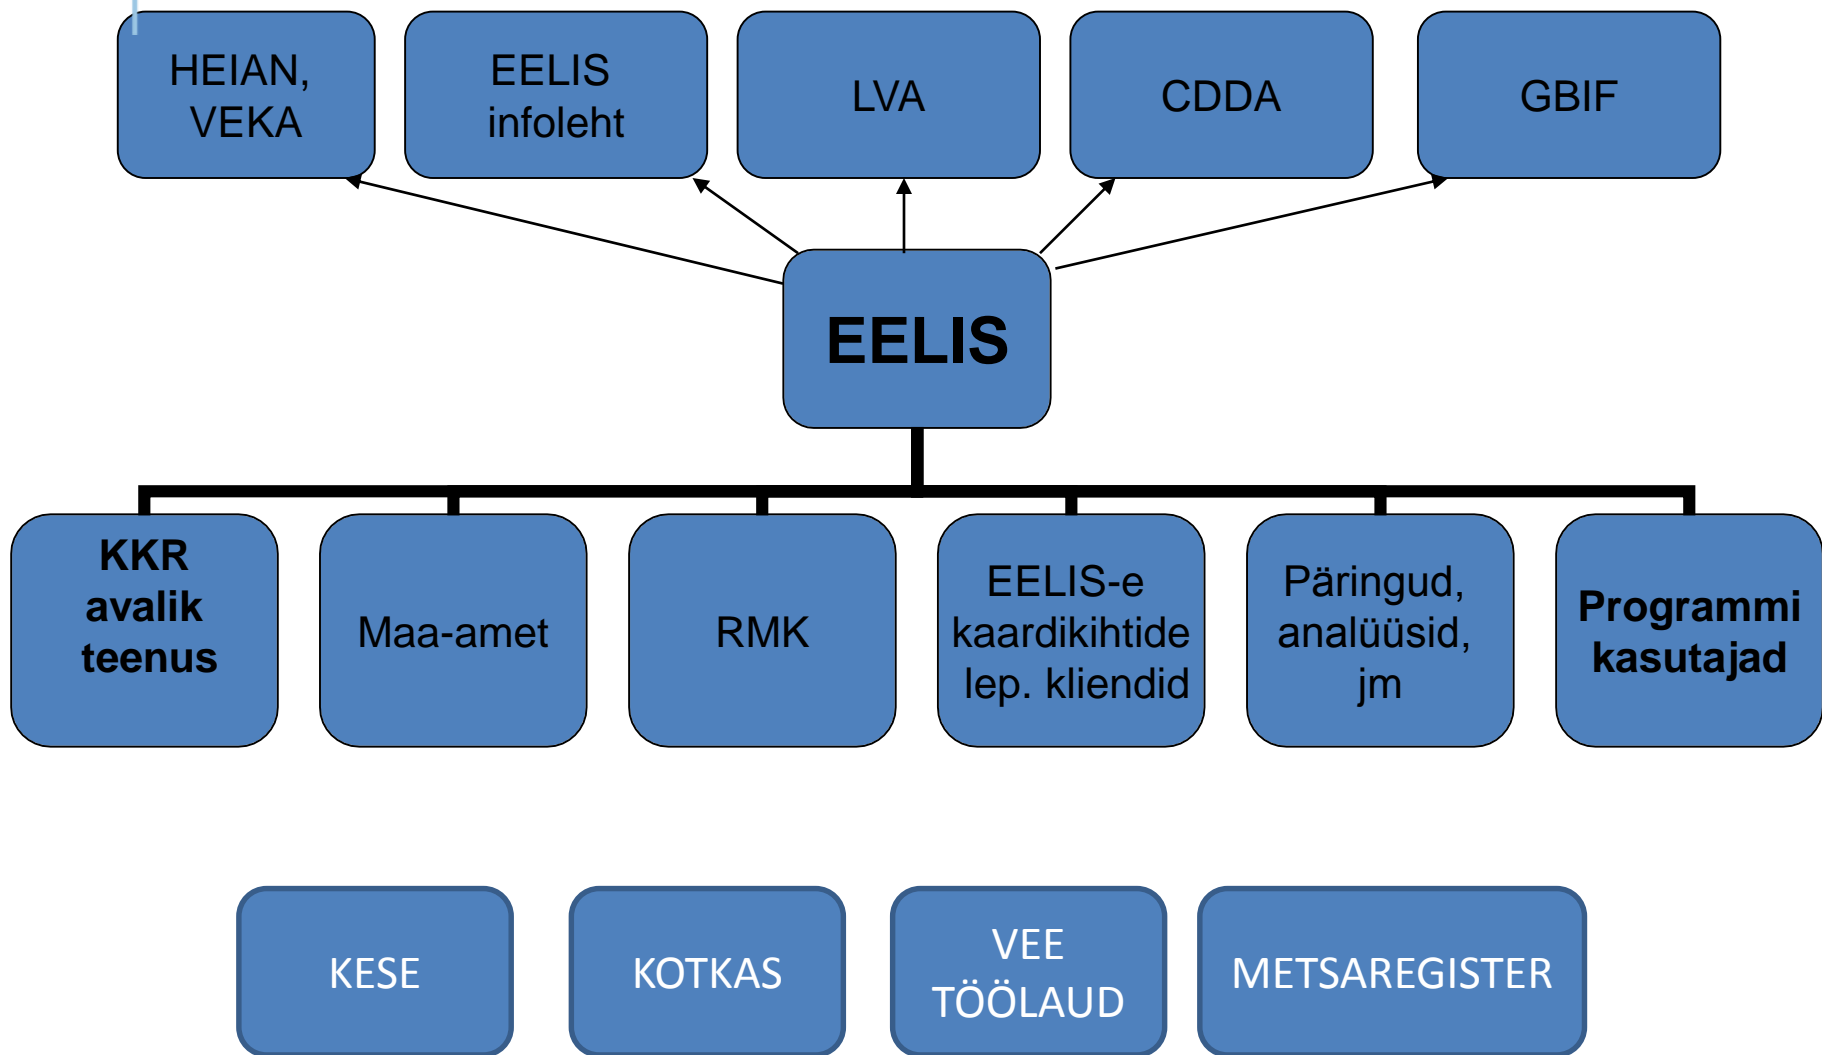 HEIAN,
VEKA
EELIS
infoleht
LVA
CDDA
GBIF
EELIS
KKR
avalik
teenus
Maa-amet
RMK
EELIS-e
kaardikihtide
lep. kliendid
Päringud,
analüüsid,
jm
Programmi
kasutajad
KESE
KOTKAS
VEE
TÖÖLAUD
METSAREGISTER